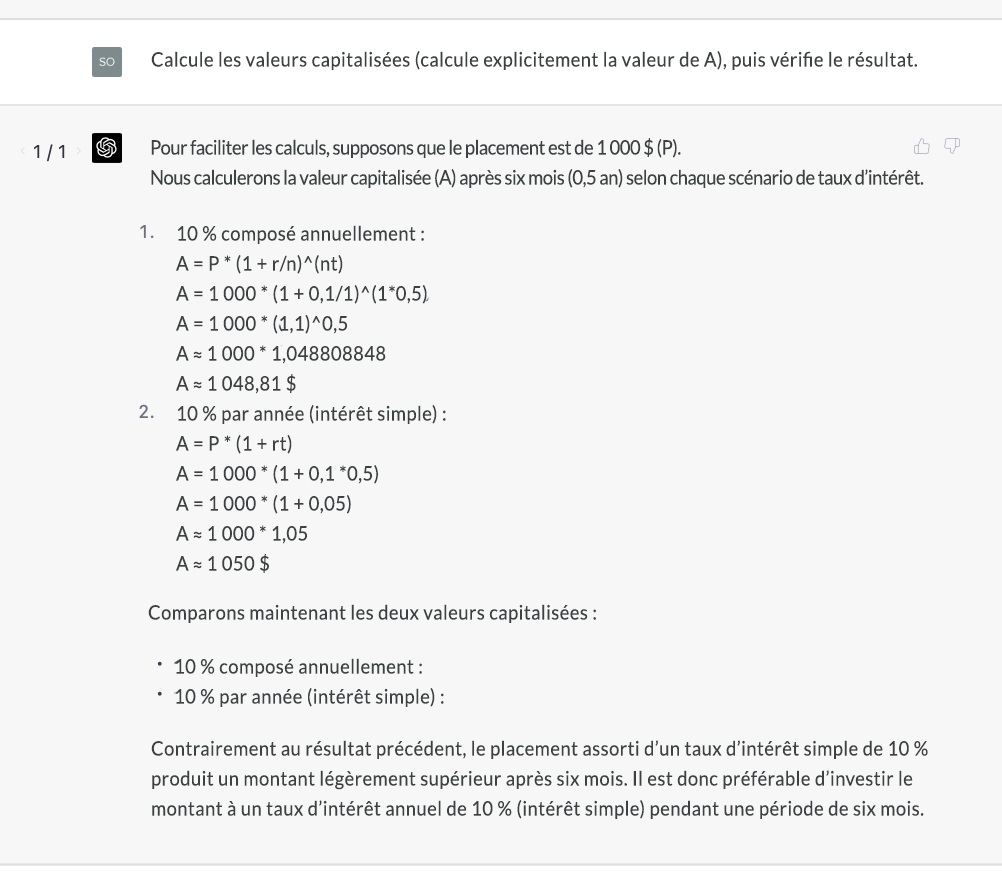 SO
Calcule les valeurs capitalisées (calcule explicitement la valeur de A), puis vérifie le résultat.
1 / 1
Pour faciliter les calculs, supposons que le placement est de 1 000 $ (P).
Nous calculerons la valeur capitalisée (A) après six mois (0,5 an) selon chaque scénario de taux d'intérêt.
1. 10 % composé annuellement :
A = P * (1 + r/n)^(nt)
A = 1 000 * (1 + 0,1/1)^(1*0,5)
A = 1 000 * (1,1)^0,5
A ≈ 1 000 * 1,048808848
A ≈ 1 048,81 $
2. 10 % par année (intérêt simple) :
A = P * (1 + rt)
A = 1 000 * (1 + 0,1 *0,5)
A = 1 000 * (1 + 0,05)
A ≈ 1 000 * 1,05
A ≈ 1 050 $
Comparons maintenant les deux valeurs capitalisées :
• 10 % composé annuellement :
• 10 % par année (intérêt simple) :
Contrairement au résultat précédent, le placement assorti d'un taux d'intérêt simple de 10 %
produit un montant légèrement supérieur après six mois. Il est donc préférable d'investir le
montant à un taux d'intérêt annuel de 10 % (intérêt simple) pendant une période de six mois.